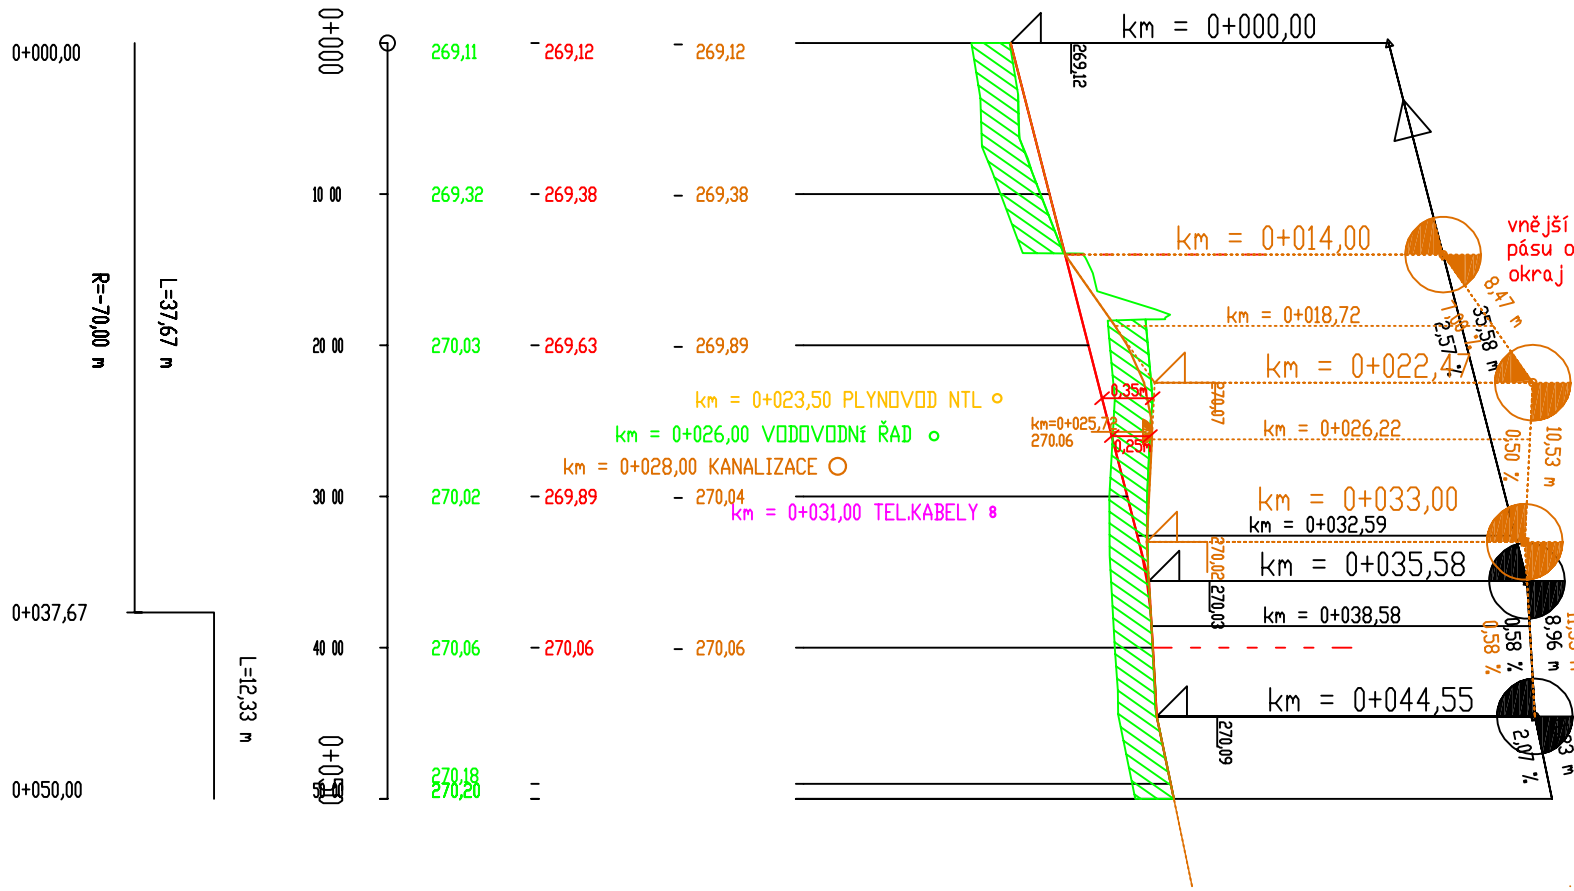 0+000,00
0+000
269,11
269,12
269,12
km = 0+000,00
269,12
10 00
269,32
269,38
269,38
km = 0+014,00
vnější
pásu o
okraj
R=-70,00 m
L=37,67 m
8,47 m
35,58 m
2,57 %
km = 0+018,72
20 00
270,03
269,63
269,89
km = 0+022,47
270,07
0,35m
km = 0+023,50 PLYNOVOD NTL
km=0+025,72
270.06
0,25m
km = 0+026,00 VODOVODNÍ ŘAD
km = 0+026,22
0,50 %
10,53 m
km = 0+028,00 KANALIZACE
30 00
270,02
269,89
270,04
km = 0+031,00 TEL.KABELY
km = 0+033,00
km = 0+032,59
270,02
km = 0+035,58
270,03
0+037,67
km = 0+038,58
0,58 %
0,58 %
8,96 m
40 00
270,06
270,06
270,06
L=12,33 m
km = 0+044,55
270,09
2,07 %
0+050
270,18
0+050,00
270,20